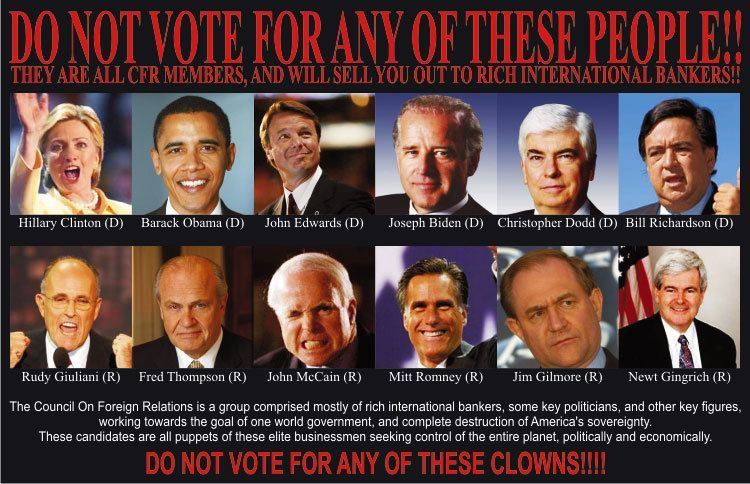 DO NOT VOTE FOR ANY OF THESE PEOPLE!!
THEY ARE ALL CFR MEMBERS, AND WILL SELL YOU OUT TO RICH INTERNATIONAL BANKERS!!
Hillary Clinton (D) Barack Obama (D) John Edwards (D) Joseph Biden (D) Christopher Dodd (D) Bill Richardson (D)
Rudy Giuliani (R) Fred Thompson (R) John McCain (R) Mitt Romney (R) Jim Gilmore (R) Newt Gingrich (R)
The Council On Foreign Relations is a group comprised mostly of rich international bankers, some key politicians, and other key figures,
working towards the goal of one world government, and complete destruction of America's sovereignty.
These candidates are all puppets of these elite businessmen seeking control of the entire planet, politically and economically.
DO NOT VOTE FOR ANY OF THESE CLOWNS!!!!